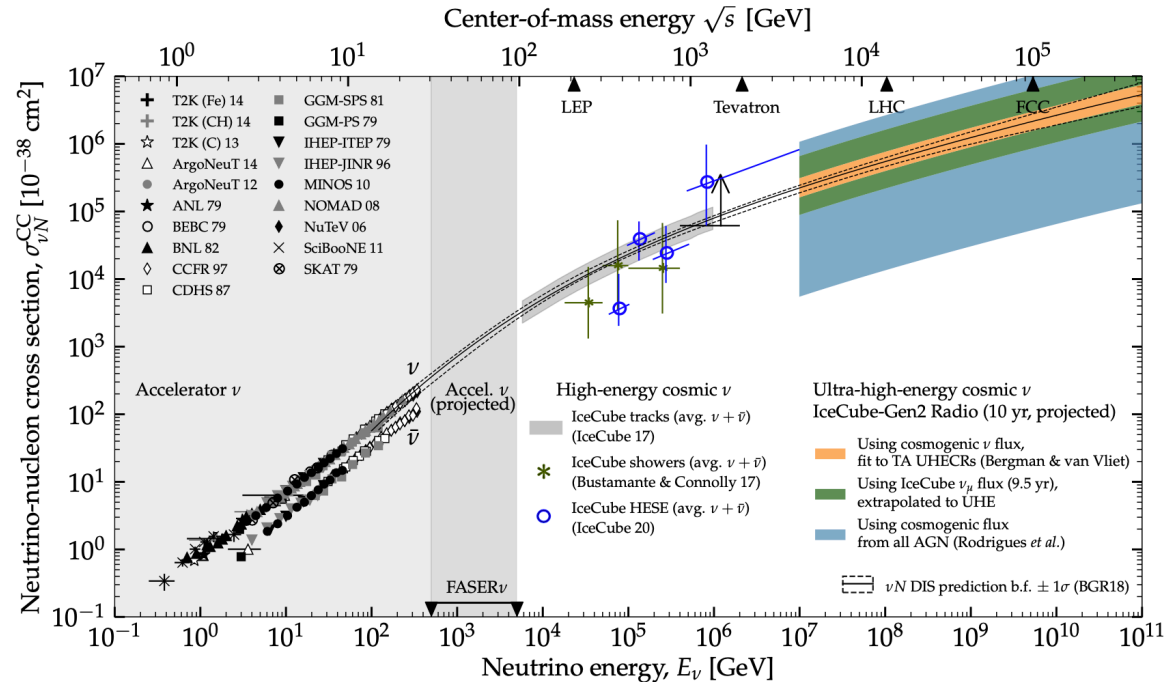 Center-of-mass energy √s [GeV]
10⁰ 10¹ 10² 10³ 10⁴ 10⁵
LEP Tevatron LHC FCC
Neutrino-nucleon cross section, σ^CC_νN [10⁻³⁸ cm²]
10⁷
10⁶
10⁵
10⁴
10³
10²
10¹
10⁰
10⁻¹
T2K (Fe) 14
T2K (CH) 14
T2K (C) 13
ArgoNeuT 14
ArgoNeuT 12
ANL 79
BEBC 79
BNL 82
CCFR 97
CDHS 87
GGM-SPS 81
GGM-PS 79
IHEP-ITEP 79
IHEP-JINR 96
MINOS 10
NOMAD 08
NuTeV 06
SciBooNE 11
SKAT 79
Accelerator ν
ν
ν̄
Accel. ν
(projected)
FASERν
High-energy cosmic ν
IceCube tracks (avg. ν + ν̄)
(IceCube 17)
IceCube showers (avg. ν + ν̄)
(Bustamante & Connolly 17)
IceCube HESE (avg. ν + ν̄)
(IceCube 20)
Ultra-high-energy cosmic ν
IceCube-Gen2 Radio (10 yr, projected)
Using cosmogenic ν flux,
fit to TA UHECRs (Bergman & van Vliet)
Using IceCube ν_μ flux (9.5 yr),
extrapolated to UHE
Using cosmogenic flux
from all AGN (Rodrigues et al.)
νN DIS prediction b.f. ± 1σ (BGR18)
10⁻¹ 10⁰ 10¹ 10² 10³ 10⁴ 10⁵ 10⁶ 10⁷ 10⁸ 10⁹ 10¹⁰ 10¹¹
Neutrino energy, E_ν [GeV]